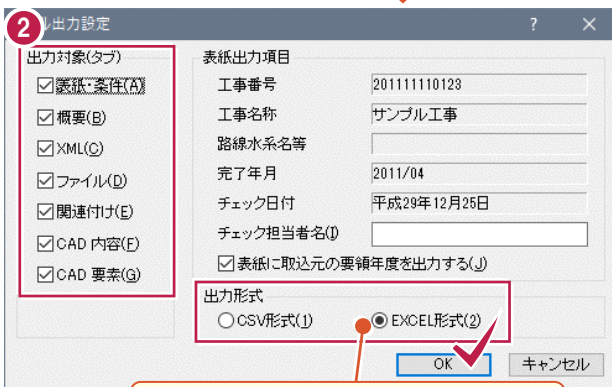 2
ル出力設定
出力対象(タブ)
表紙・条件(A)
概要(B)
XML(C)
ファイル(D)
関連付け(E)
CAD 内容(F)
CAD 要素(G)
表紙出力項目
工事番号 201111110123
工事名称 サンプル工事
路線水系名等
完了年月 2011/04
チェック日付 平成29年12月25日
チェック担当者名(I)
表紙に取込元の要領年度を出力する(J)
出力形式
CSV形式(1) EXCEL形式(2)
OK キャンセル